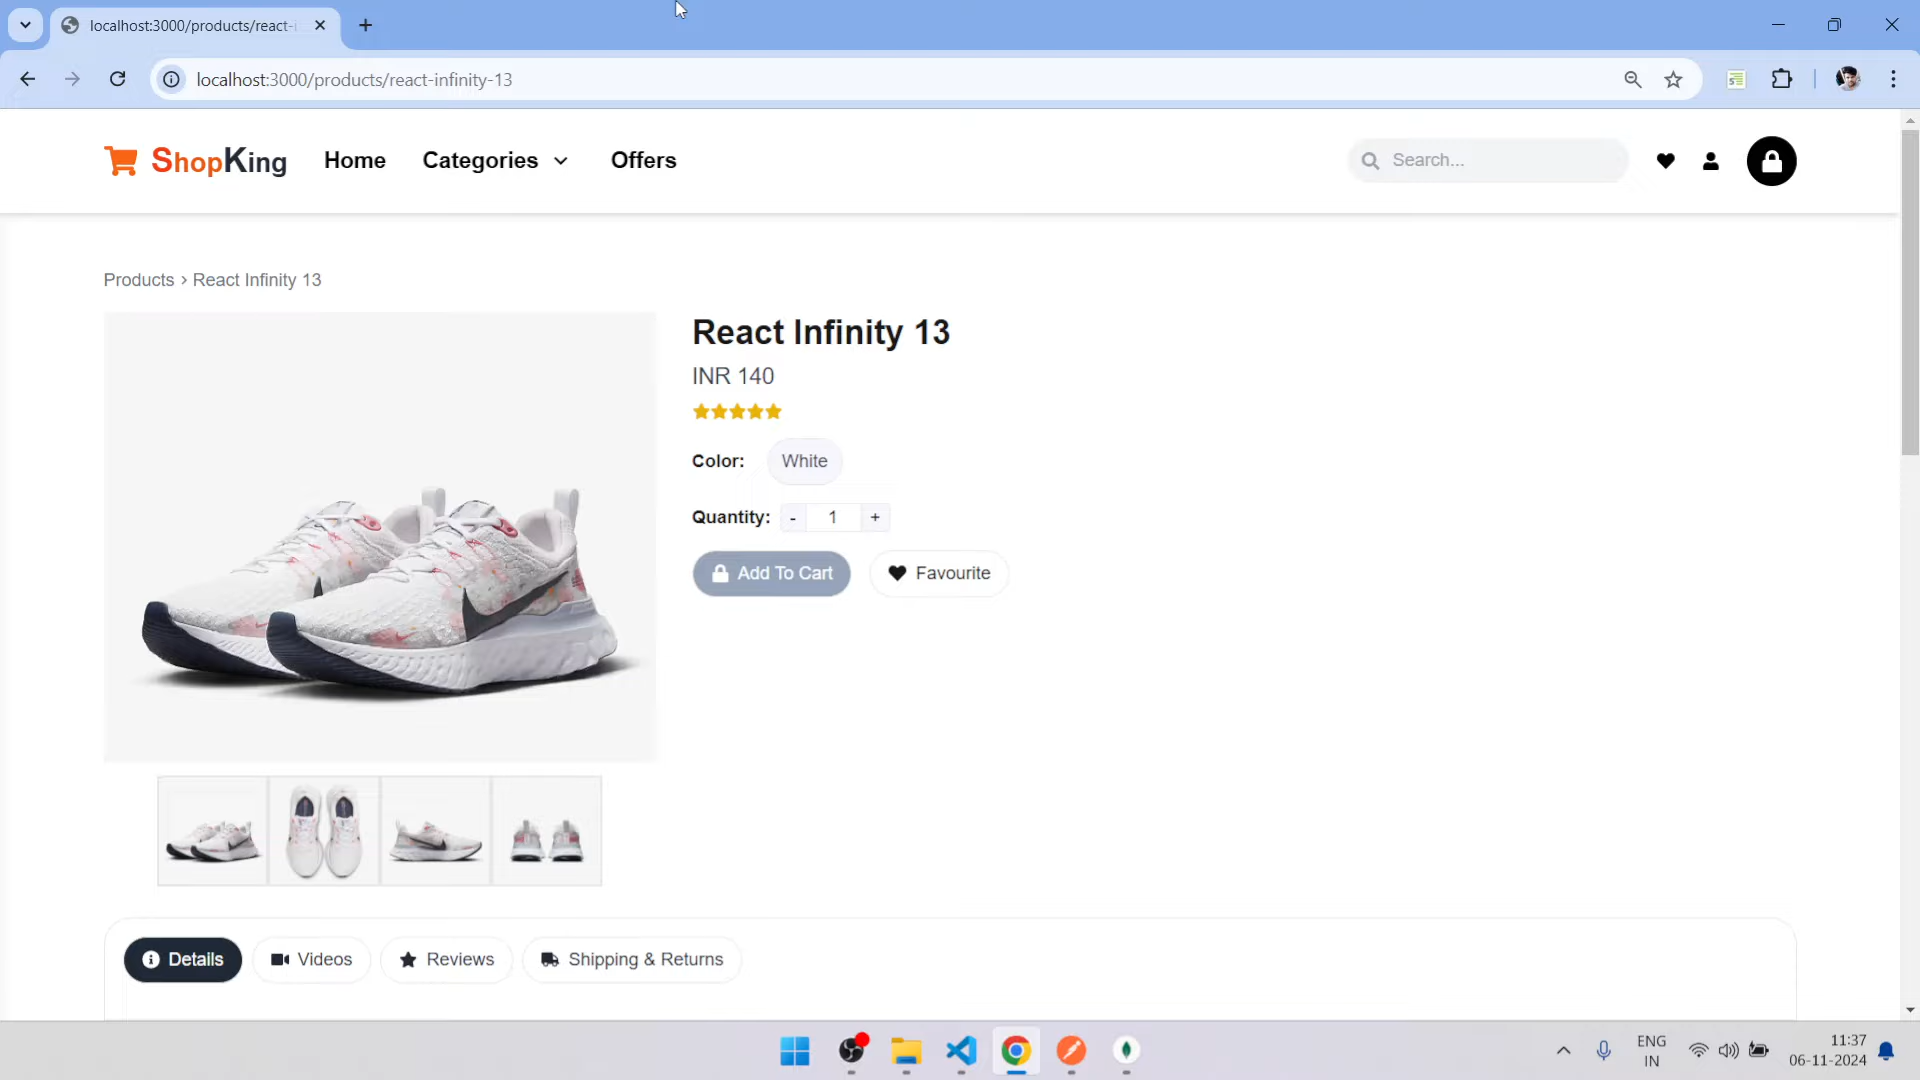 localhost:3000/products/react-i
localhost:3000/products/react-infinity-13
ShopKing Home Categories Offers Search...
Products > React Infinity 13
React Infinity 13
INR 140
Color: White
Quantity: - 1 +
Add To Cart Favourite
Details Videos Reviews Shipping & Returns
ENG
IN
11:37
06-11-2024